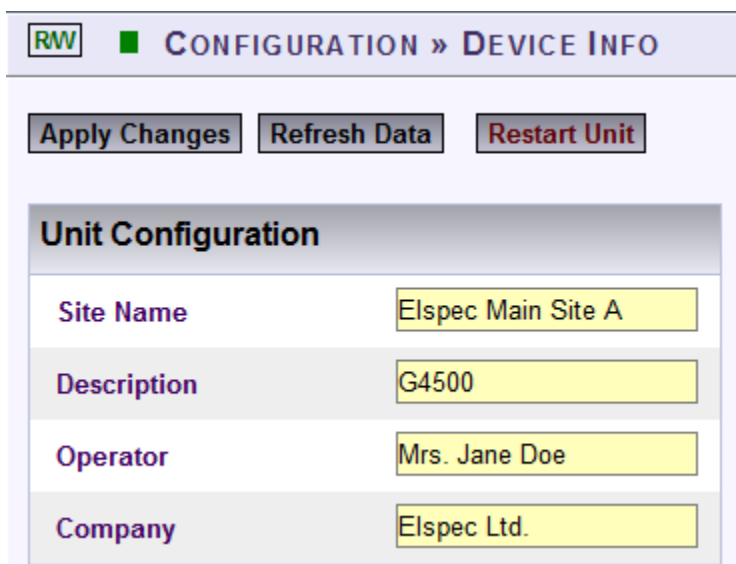 R/W CONFIGURATION » DEVICE INFO
Apply Changes Refresh Data Restart Unit
Unit Configuration
Site Name Elspec Main Site A
Description G4500
Operator Mrs. Jane Doe
Company Elspec Ltd.